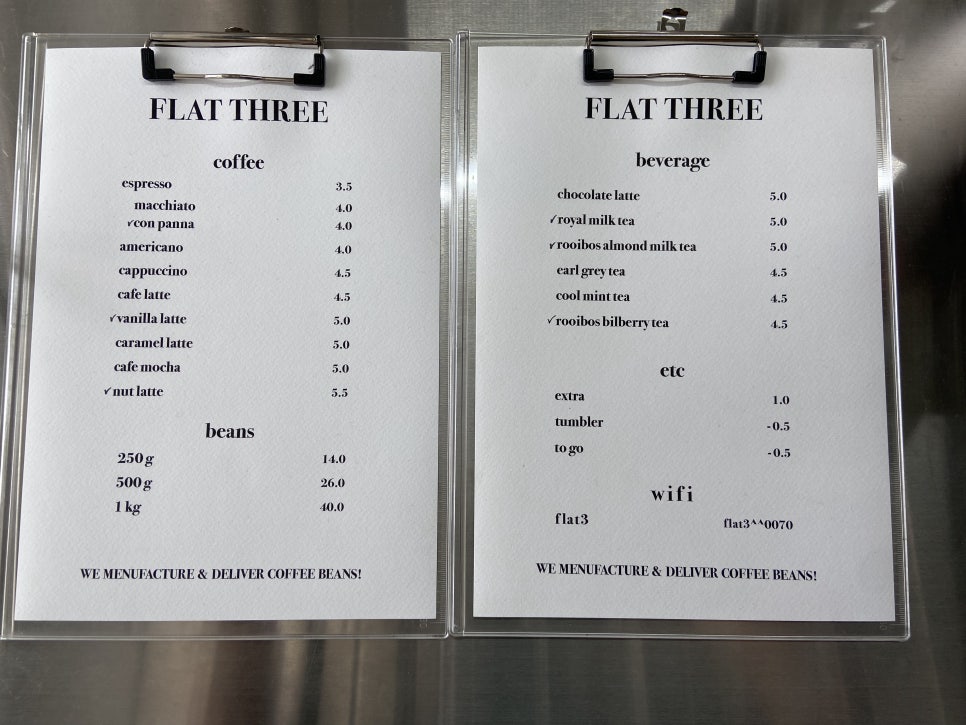 FLAT THREE
coffee
espresso 3.5
macchiato 4.0
✓con panna 4.0
americano 4.0
cappuccino 4.5
cafe latte 4.5
✓vanilla latte 5.0
caramel latte 5.0
cafe mocha 5.0
✓nut latte 5.5
beans
250 g 14.0
500 g 26.0
1 kg 40.0
WE MENUFACTURE & DELIVER COFFEE BEANS!
FLAT THREE
beverage
chocolate latte 5.0
✓royal milk tea 5.0
✓rooibos almond milk tea 5.0
earl grey tea 4.5
cool mint tea 4.5
✓rooibos bilberry tea 4.5
etc
extra 1.0
tumbler -0.5
to go -0.5
wifi
flat3 flat3^^0070
WE MENUFACTURE & DELIVER COFFEE BEANS!